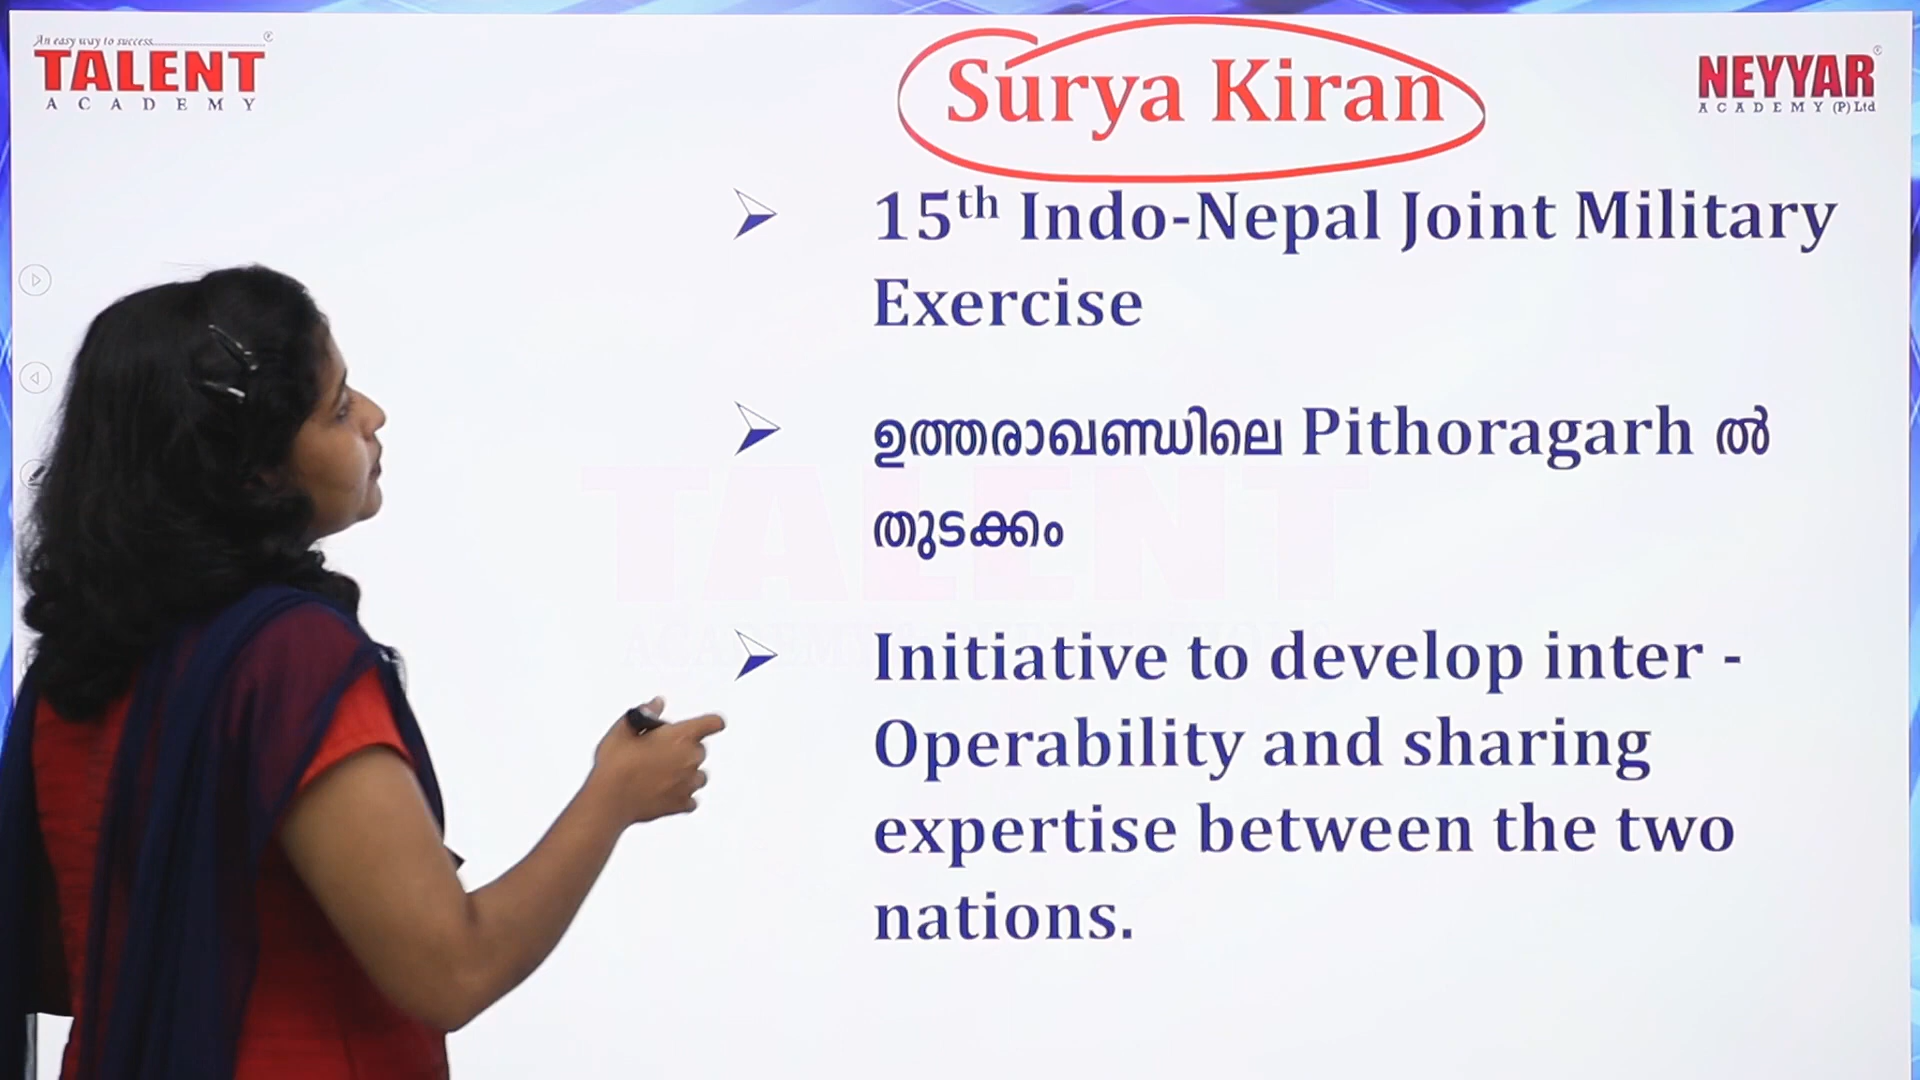 An easy way to success
TALENT
ACADEMY
Surya Kiran
NEYYAR
ACADEMY (P) Ltd
15th Indo-Nepal Joint Military
Exercise
ഉത്തരാഖണ്ഡിലെ Pithoragarh ൽ
തുടക്കം
Initiative to develop inter -
Operability and sharing
expertise between the two
nations.
TALENT